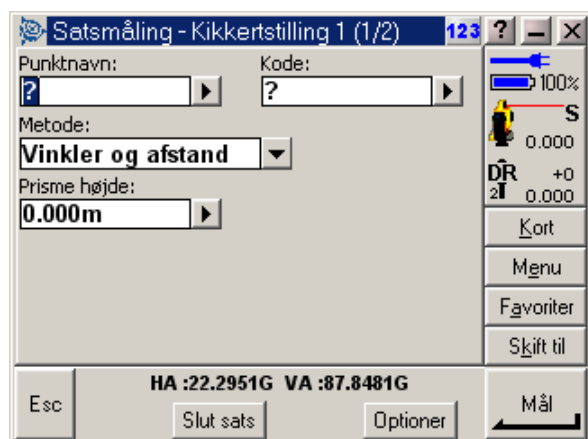 Satsmåling - Kikkertstilling 1 (1/2) 123 ?
Punktnavn: Kode:
? ?
Metode:
Vinkler og afstand
Prisme højde:
0.000m
100%
S
0.000
DR +0
2 0.000
Kort
Menu
Favoriter
Skift til
HA :22.2951G VA :87.8481G
Esc Slut sats Optioner Mål